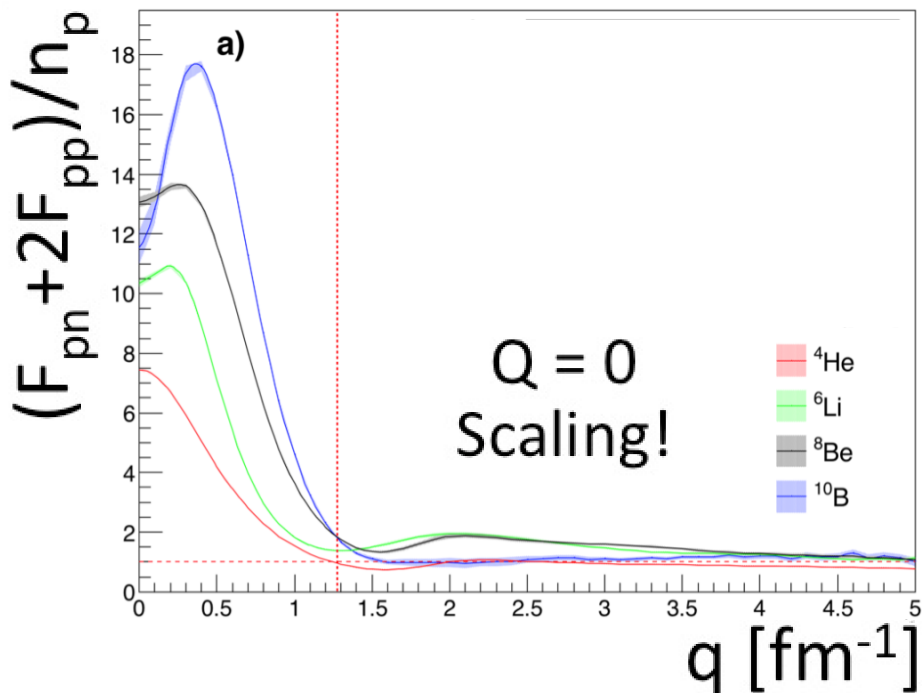 a)
(F_pn+2F_pp)/n_p
18
16
14
12
10
8
6
4
2
0
Q = 0
Scaling!
⁴He
⁶Li
⁸Be
¹⁰B
0 0.5 1 1.5 2 2.5 3 3.5 4 4.5 5
q [fm⁻¹]